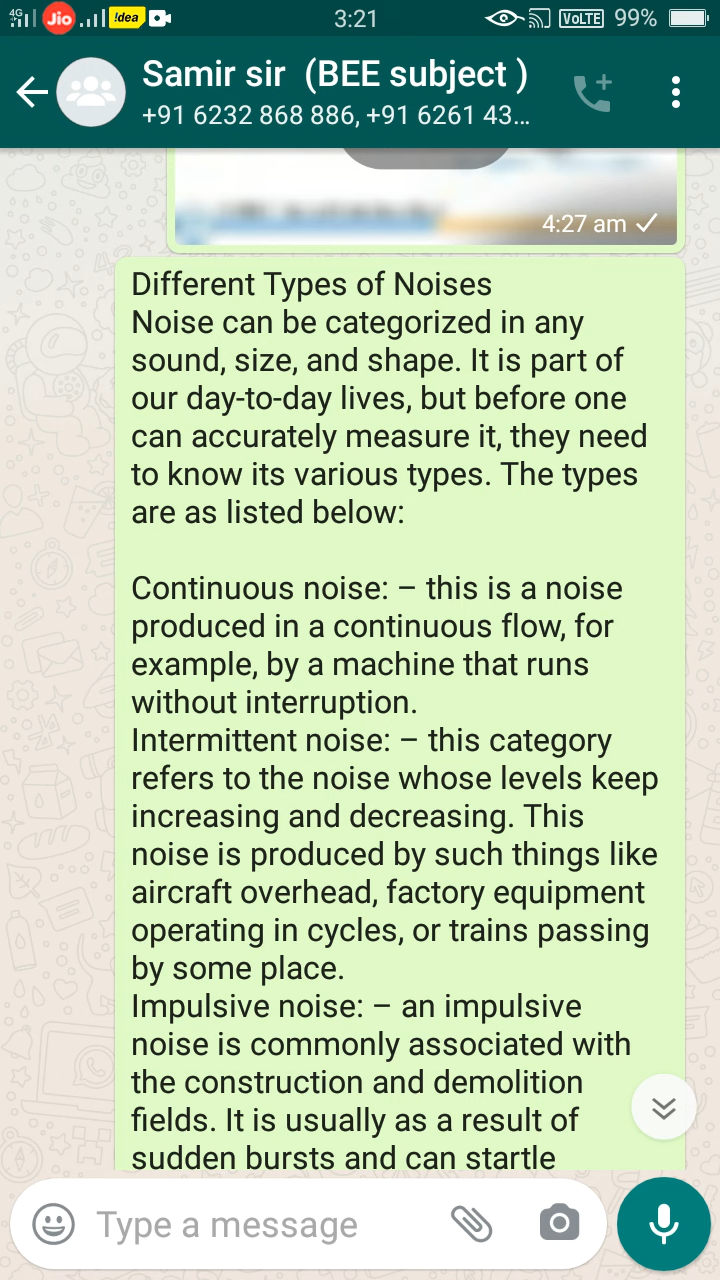 4G Jio !dea 3:21 VoLTE 99%
Samir sir (BEE subject )
+91 6232 868 886, +91 6261 43...
4:27 am
Different Types of Noises
Noise can be categorized in any
sound, size, and shape. It is part of
our day-to-day lives, but before one
can accurately measure it, they need
to know its various types. The types
are as listed below:
Continuous noise: – this is a noise
produced in a continuous flow, for
example, by a machine that runs
without interruption.
Intermittent noise: – this category
refers to the noise whose levels keep
increasing and decreasing. This
noise is produced by such things like
aircraft overhead, factory equipment
operating in cycles, or trains passing
by some place.
Impulsive noise: – an impulsive
noise is commonly associated with
the construction and demolition
fields. It is usually as a result of
sudden bursts and can startle
Type a message